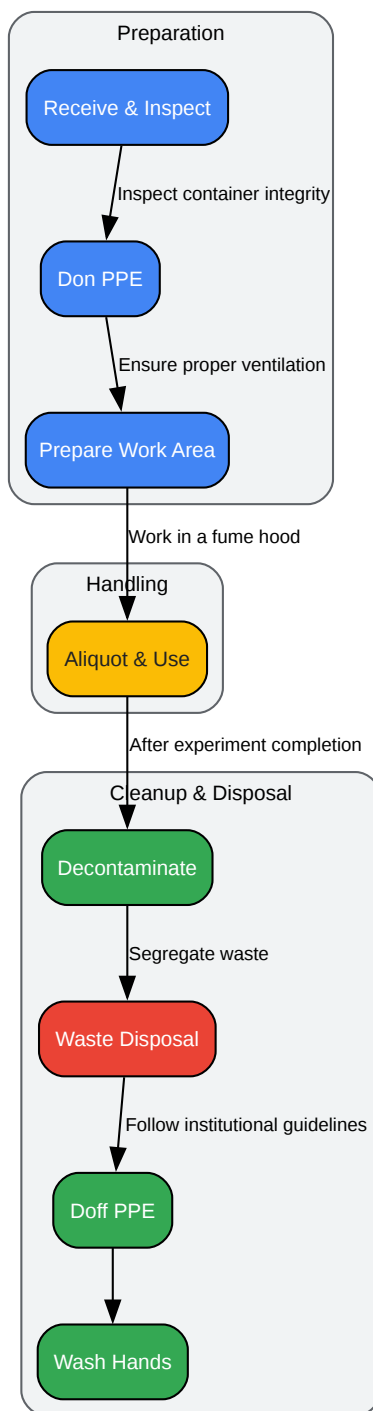 Preparation
Receive & Inspect
Inspect container integrity
Don PPE
Ensure proper ventilation
Prepare Work Area
Work in a fume hood
Handling
Aliquot & Use
After experiment completion
Cleanup & Disposal
Decontaminate
Segregate waste
Waste Disposal
Follow institutional guidelines
Doff PPE
Wash Hands